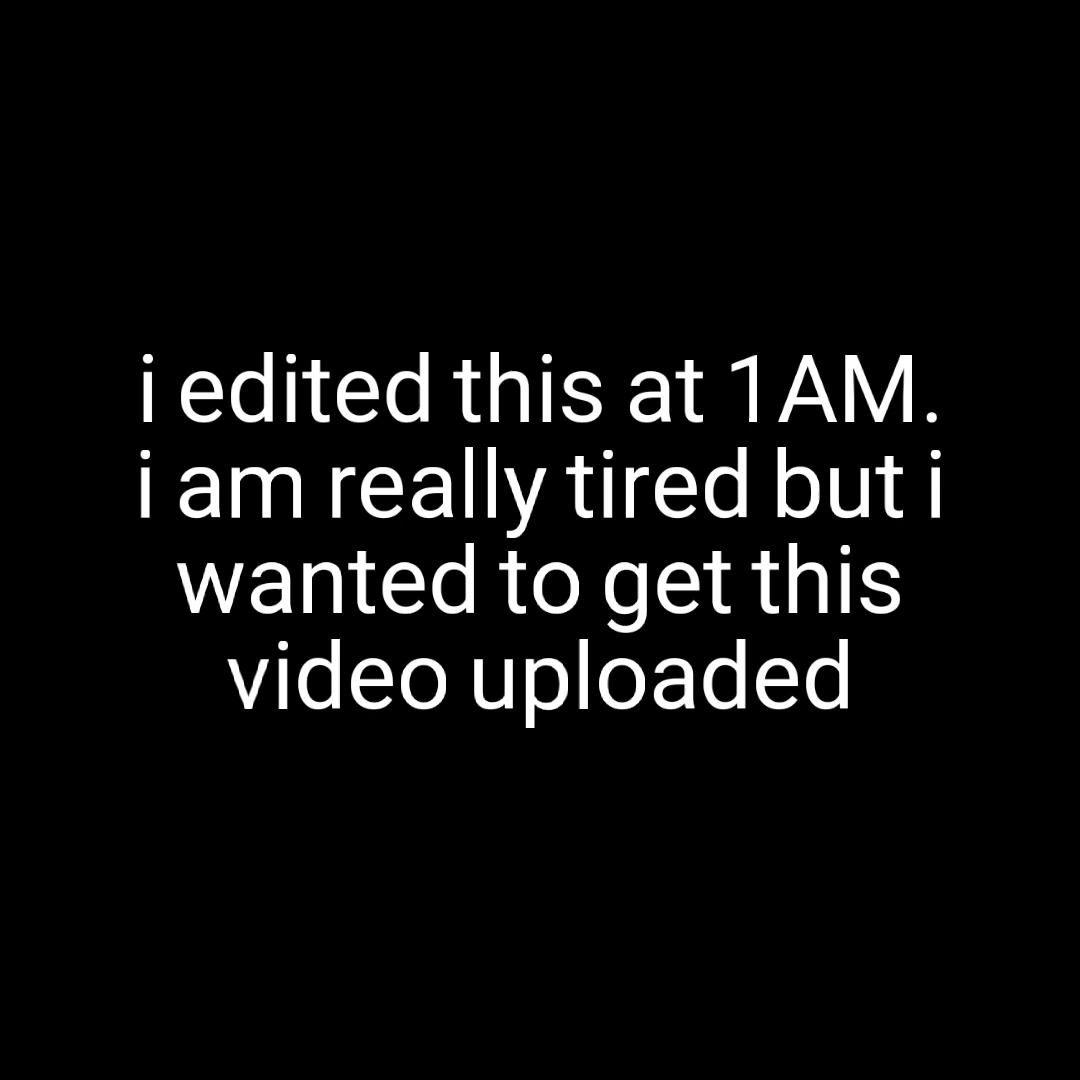 i edited this at 1AM.
i am really tired but i
wanted to get this
video uploaded